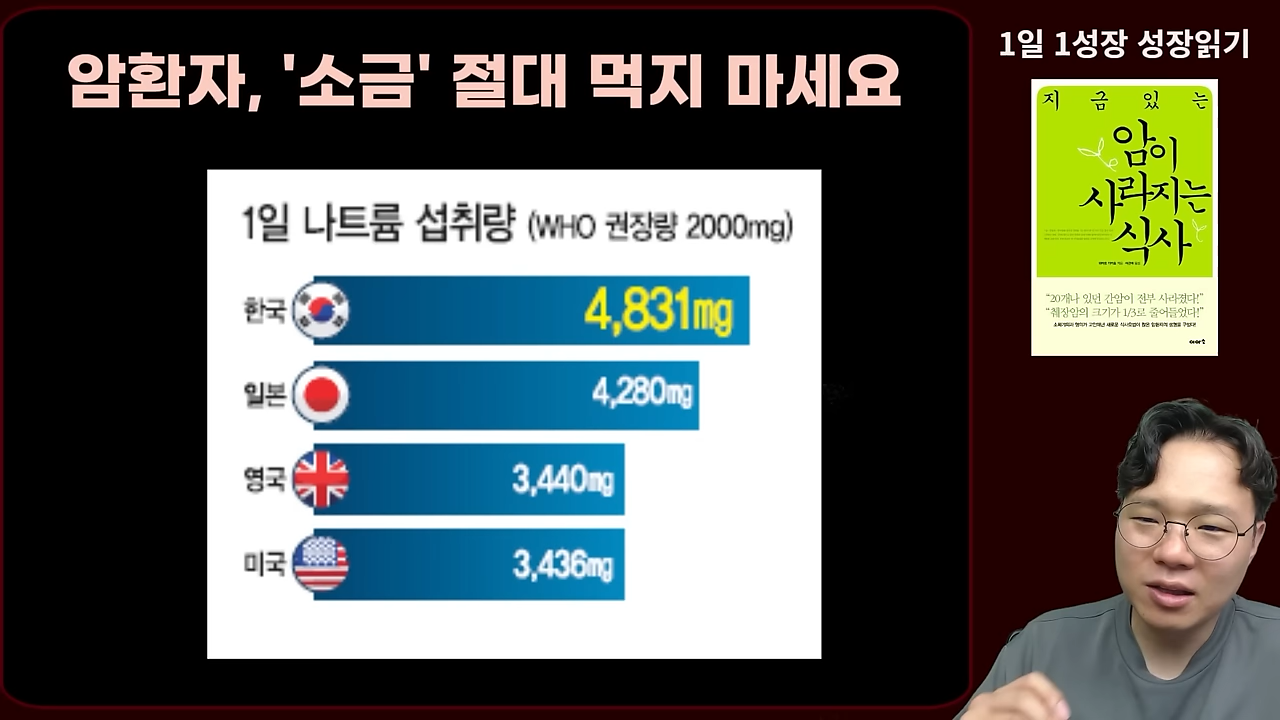 암환자, '소금' 절대 먹지 마세요
1일 나트륨 섭취량 (WHO 권장량 2000mg)
한국 4,831mg
일본 4,280mg
영국 3,440mg
미국 3,436mg
1일 1성장 성장읽기
지금있는
암이
사라지는
식사
"20개나 있던 간암이 전부 사라졌다!"
"췌장암의 크기가 1/3로 줄어들었다!"